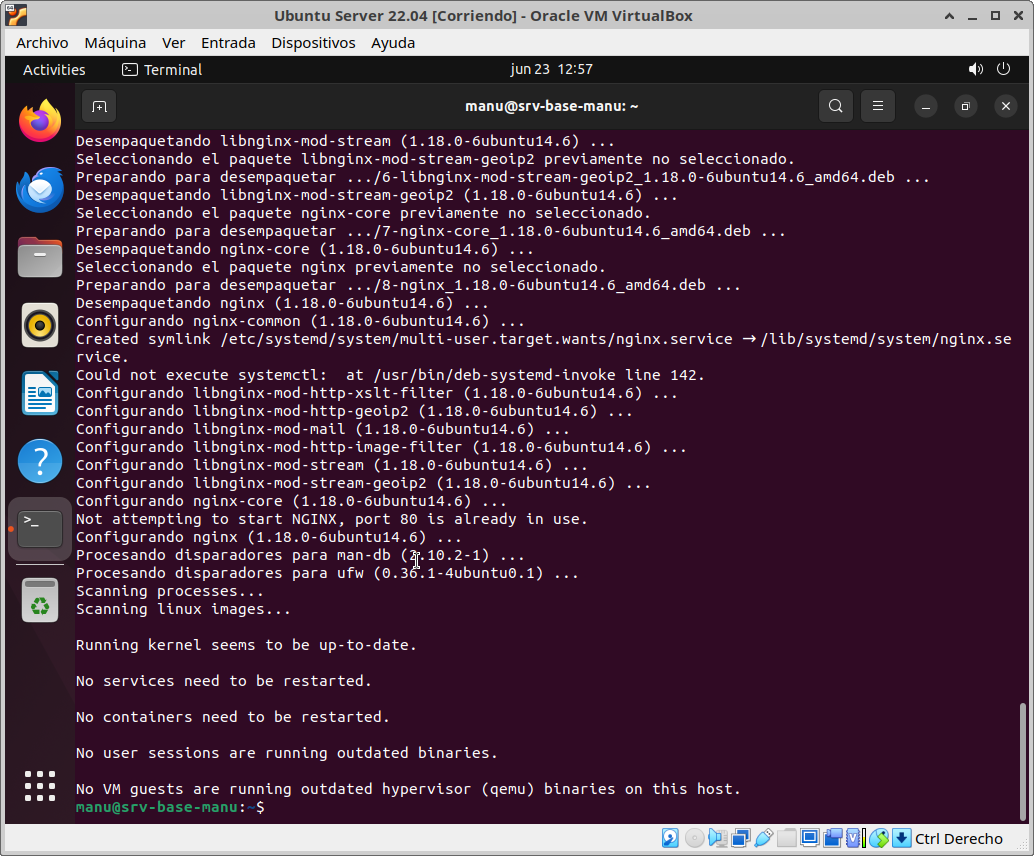 Ubuntu Server 22.04 [Corriendo] - Oracle VM VirtualBox
Archivo Máquina Ver Entrada Dispositivos Ayuda
Activities Terminal jun 23 12:57
manu@srv-base-manu: ~
Desempaquetando libnginx-mod-stream (1.18.0-6ubuntu14.6) ...
Seleccionando el paquete libnginx-mod-stream-geoip2 previamente no seleccionado.
Preparando para desempaquetar .../6-libnginx-mod-stream-geoip2_1.18.0-6ubuntu14.6_amd64.deb ...
Desempaquetando libnginx-mod-stream-geoip2 (1.18.0-6ubuntu14.6) ...
Seleccionando el paquete nginx-core previamente no seleccionado.
Preparando para desempaquetar .../7-nginx-core_1.18.0-6ubuntu14.6_amd64.deb ...
Desempaquetando nginx-core (1.18.0-6ubuntu14.6) ...
Seleccionando el paquete nginx previamente no seleccionado.
Preparando para desempaquetar .../8-nginx_1.18.0-6ubuntu14.6_amd64.deb ...
Desempaquetando nginx (1.18.0-6ubuntu14.6) ...
Configurando nginx-common (1.18.0-6ubuntu14.6) ...
Created symlink /etc/systemd/system/multi-user.target.wants/nginx.service → /lib/systemd/system/nginx.se
rvice.
Could not execute systemctl:  at /usr/bin/deb-systemd-invoke line 142.
Configurando libnginx-mod-http-xslt-filter (1.18.0-6ubuntu14.6) ...
Configurando libnginx-mod-http-geoip2 (1.18.0-6ubuntu14.6) ...
Configurando libnginx-mod-mail (1.18.0-6ubuntu14.6) ...
Configurando libnginx-mod-http-image-filter (1.18.0-6ubuntu14.6) ...
Configurando libnginx-mod-stream (1.18.0-6ubuntu14.6) ...
Configurando libnginx-mod-stream-geoip2 (1.18.0-6ubuntu14.6) ...
Configurando nginx-core (1.18.0-6ubuntu14.6) ...
Not attempting to start NGINX, port 80 is already in use.
Configurando nginx (1.18.0-6ubuntu14.6) ...
Procesando disparadores para man-db (2.10.2-1) ...
Procesando disparadores para ufw (0.36.1-4ubuntu0.1) ...
Scanning processes...
Scanning linux images...
Running kernel seems to be up-to-date.
No services need to be restarted.
No containers need to be restarted.
No user sessions are running outdated binaries.
No VM guests are running outdated hypervisor (qemu) binaries on this host.
manu@srv-base-manu:~$
Ctrl Derecho